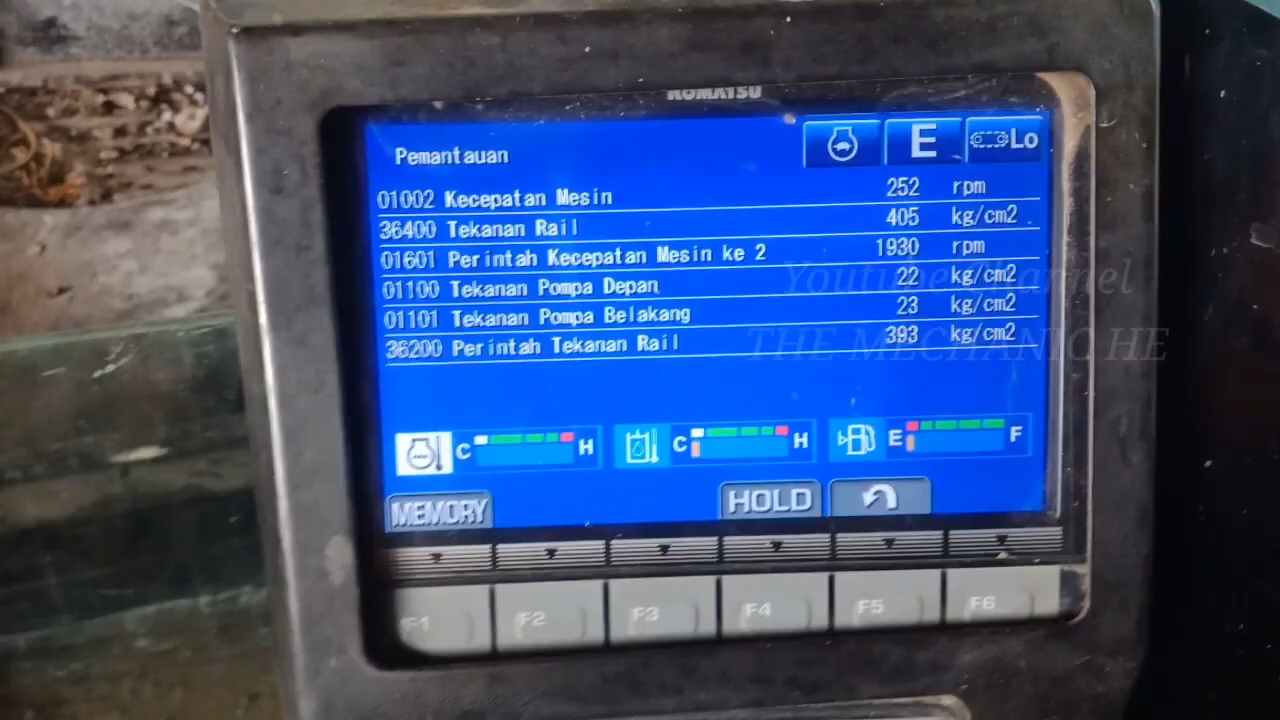 KOMATSU
Pemantauan
E
Lo
01002 Kecepatan Mesin 252 rpm
36400 Tekanan Rail 405 kg/cm2
01601 Perintah Kecepatan Mesin ke 2 1930 rpm
01100 Tekanan Pompa Depan 22 kg/cm2
01101 Tekanan Pompa Belakang 23 kg/cm2
36200 Perintah Tekanan Rail 393 kg/cm2
Youtube Channel
THE MECHANIC HE
C H C H E F
MEMORY HOLD
F1 F2 F3 F4 F5 F6